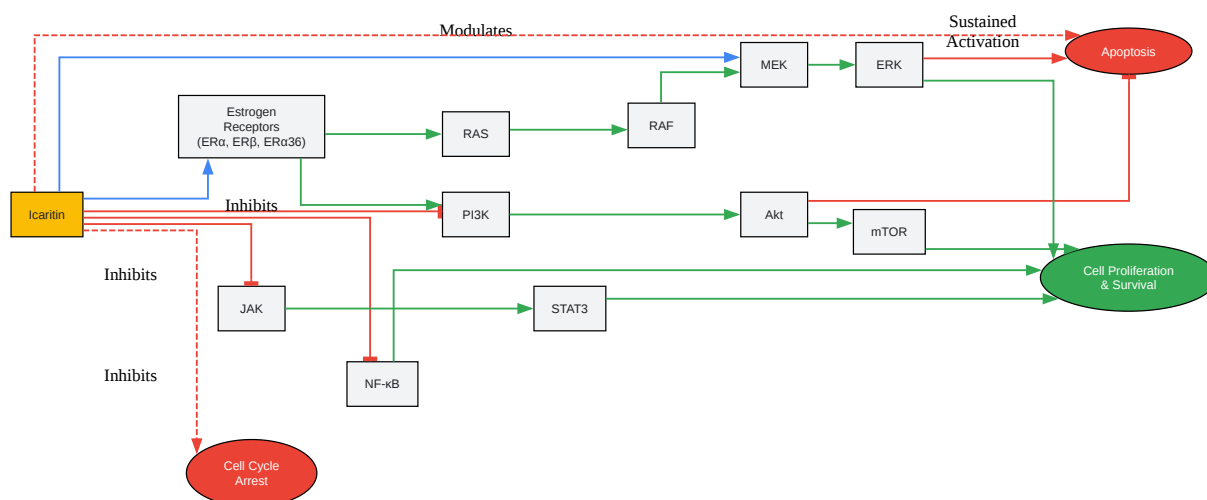 Sustained
Activation
Modulates
Apoptosis
MEK
ERK
Estrogen
Receptors
(ERα, ERβ, ERα36)
RAS
RAF
Icaritin
Inhibits
PI3K
Akt
mTOR
Inhibits
Cell Proliferation
& Survival
JAK
STAT3
Inhibits
NF-κB
Cell Cycle
Arrest